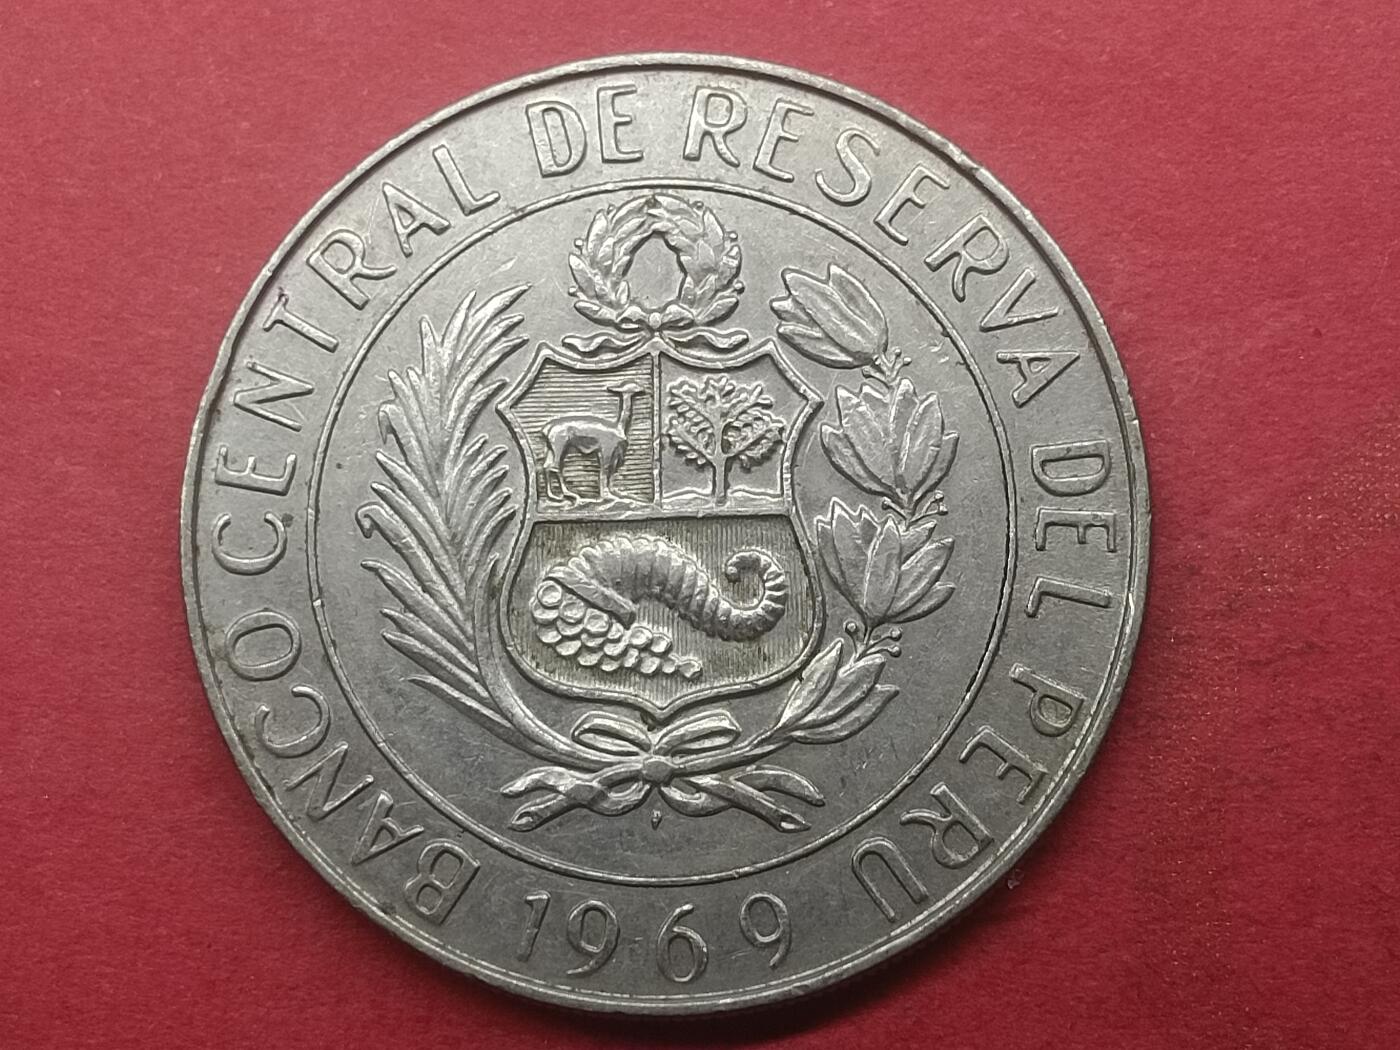 BANCO CENTRAL DE RESERVA DEL PERU
1969